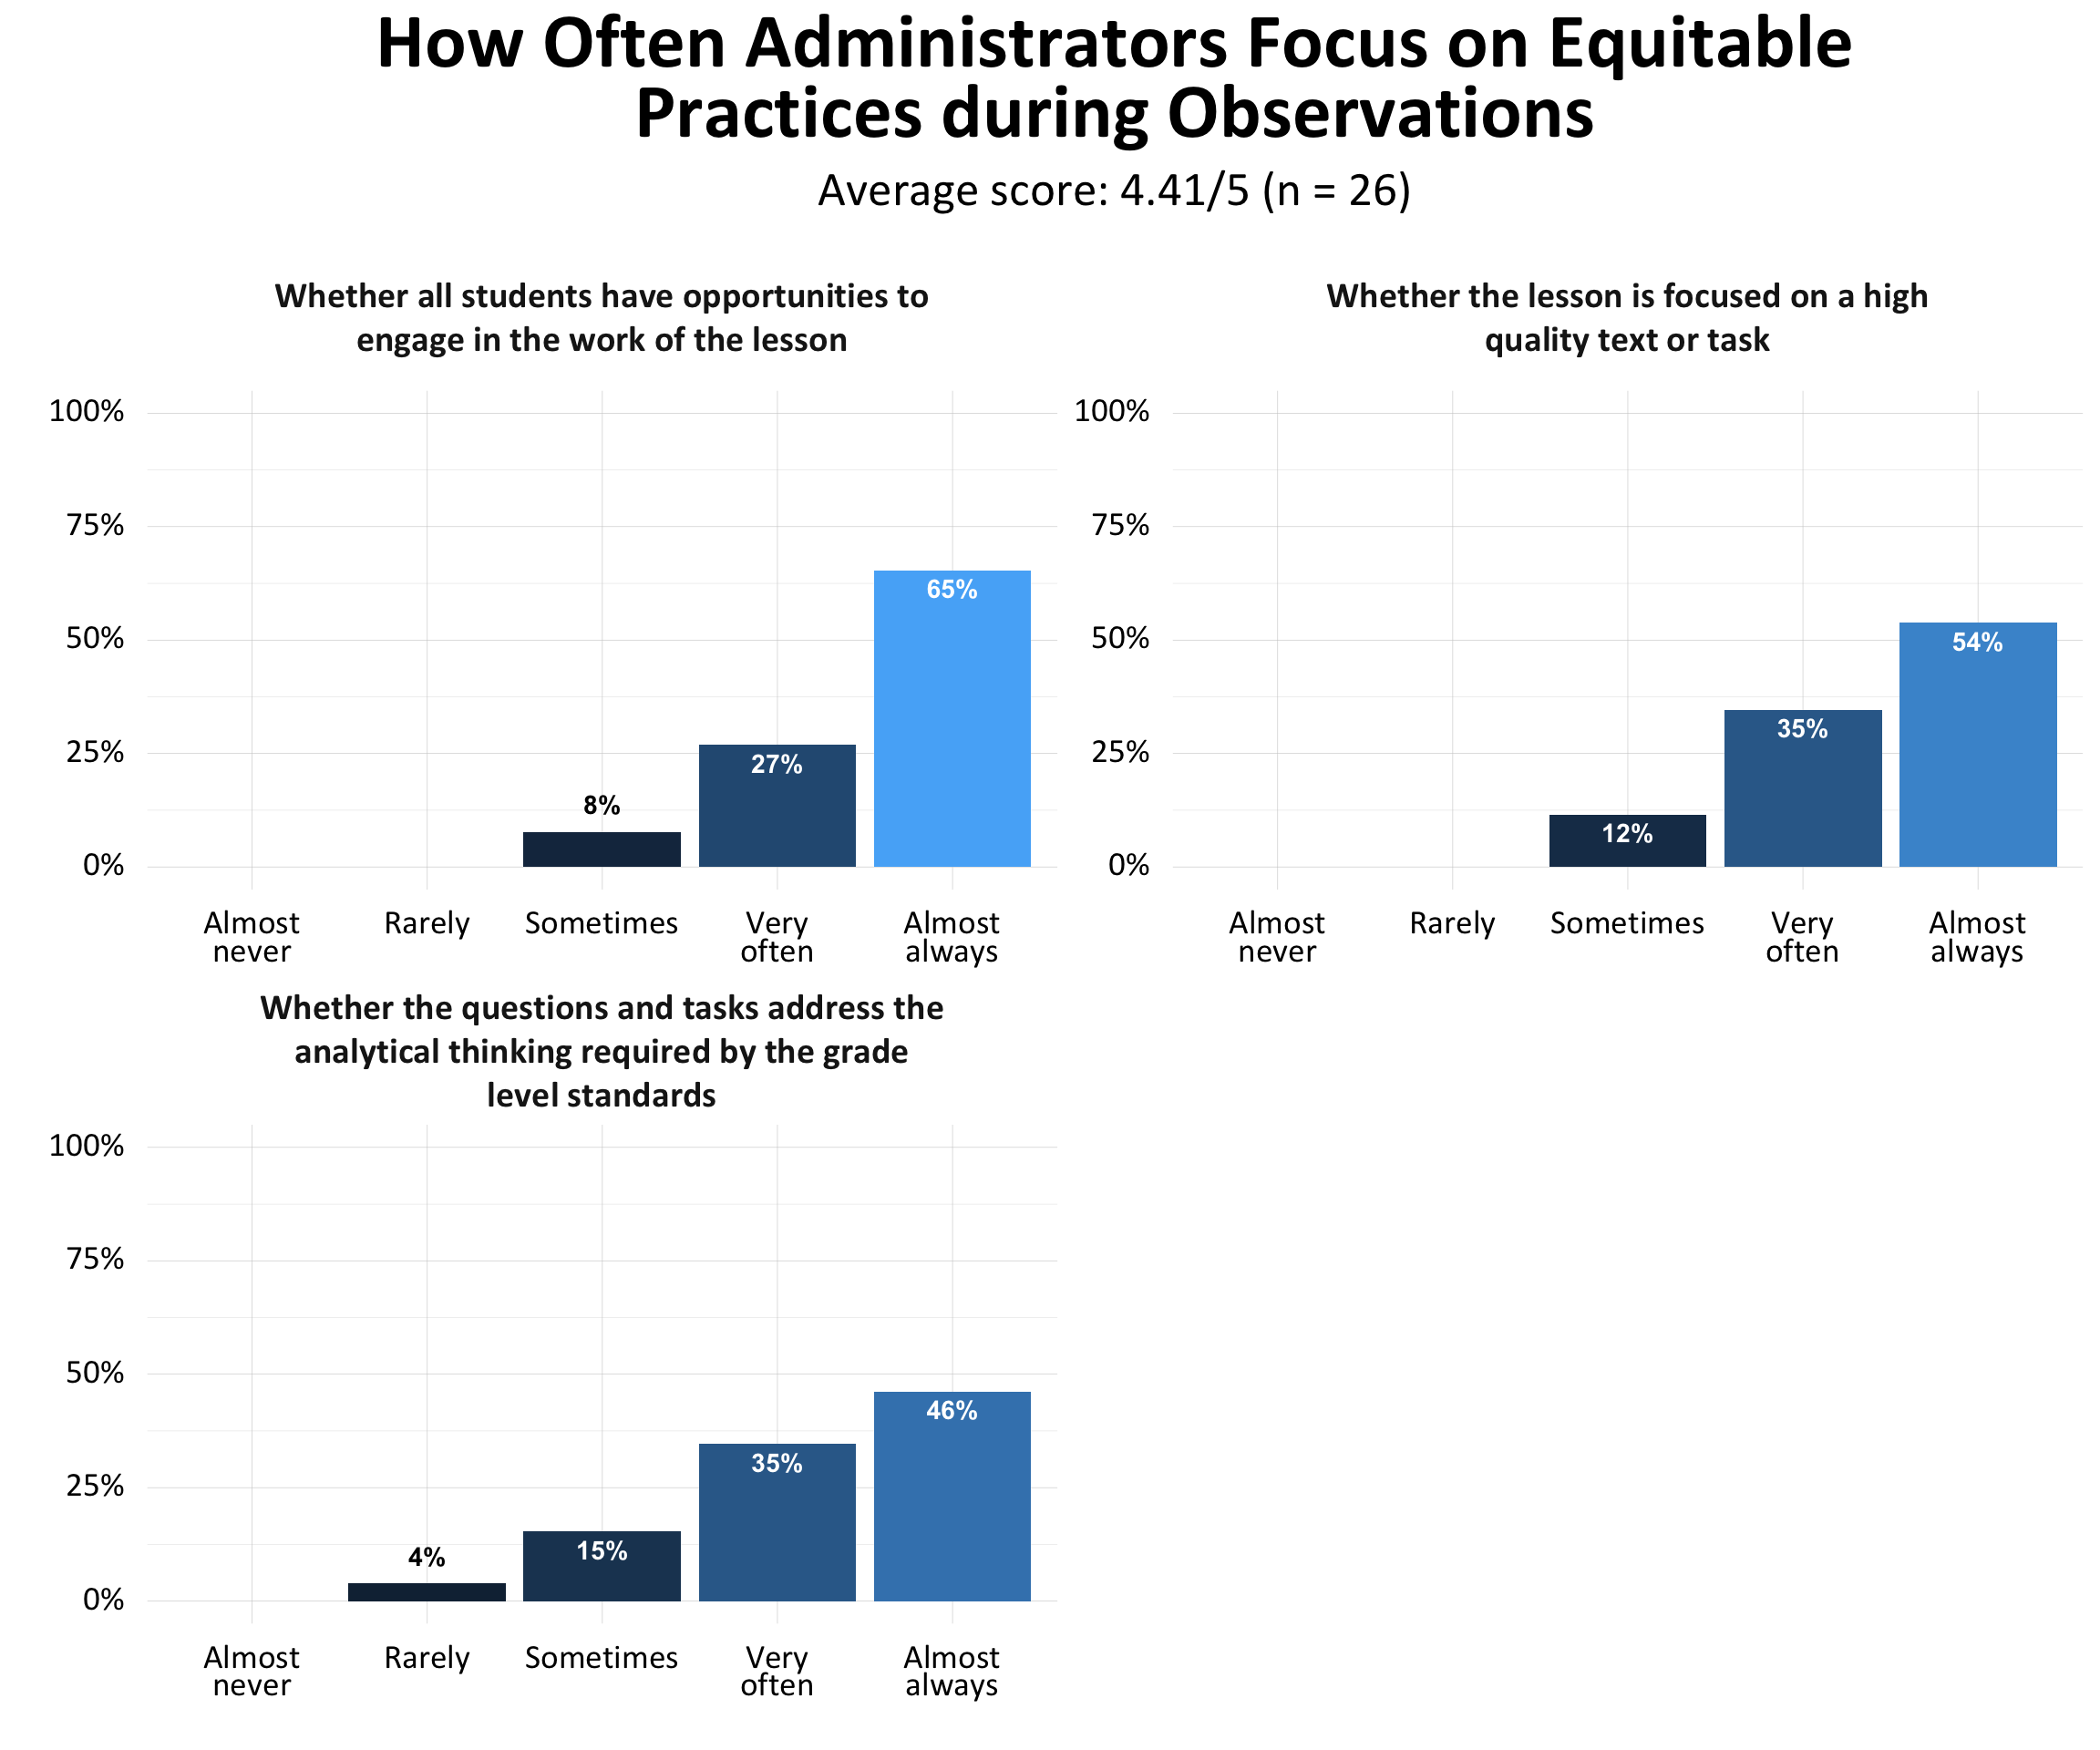 How Often Administrators Focus on Equitable
Practices during Observations
Average score: 4.41/5 (n = 26)
Whether all students have opportunities to
engage in the work of the lesson
100%
75%
50%
25%
0%
8%
27%
65%
Almost
never
Rarely
Sometimes
Very
often
Almost
always
Whether the lesson is focused on a high
quality text or task
100%
75%
50%
25%
0%
12%
35%
54%
Almost
never
Rarely
Sometimes
Very
often
Almost
always
Whether the questions and tasks address the
analytical thinking required by the grade
level standards
100%
75%
50%
25%
0%
4%
15%
35%
46%
Almost
never
Rarely
Sometimes
Very
often
Almost
always